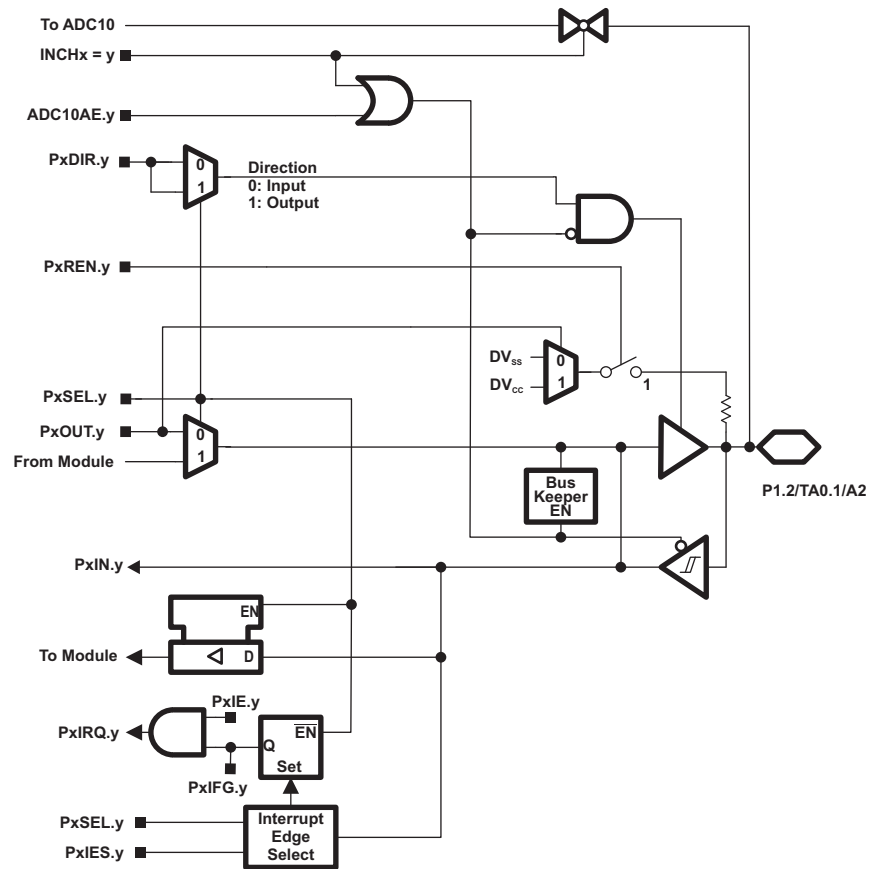 To ADC10
INCHx = y
ADC10AE.y
PxDIR.y
0
1
Direction
0: Input
1: Output
PxREN.y
DVSS
DVCC
0
1
1
PxSEL.y
PxOUT.y
From Module
0
1
Bus
Keeper
EN
P1.2/TA0.1/A2
PxIN.y
EN
To Module
D
PxIE.y
PxIRQ.y
EN
Q
Set
PxIFG.y
PxSEL.y
PxIES.y
Interrupt
Edge
Select